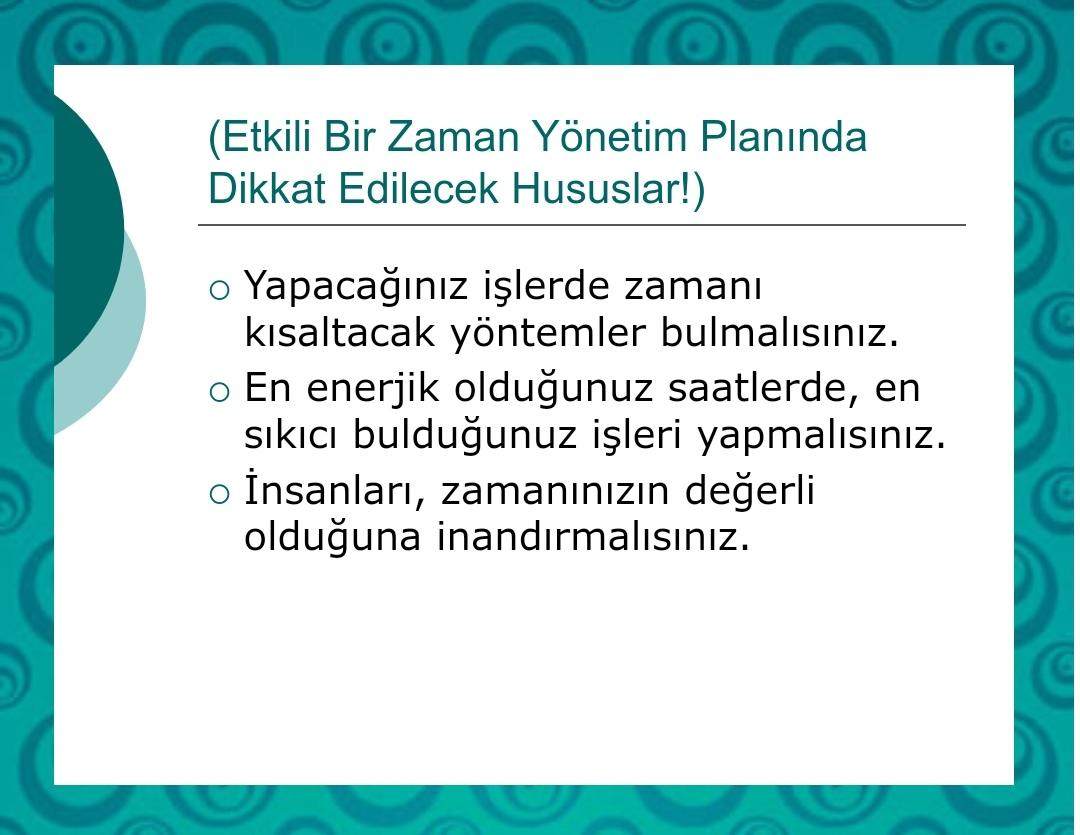 (Etkili Bir Zaman Yönetim Planında
Dikkat Edilecek Hususlar!)
Yapacağınız işlerde zamanı
kısaltacak yöntemler bulmalısınız.
En enerjik olduğunuz saatlerde, en
sıkıcı bulduğunuz işleri yapmalısınız.
İnsanları, zamanınızın değerli
olduğuna inandırmalısınız.